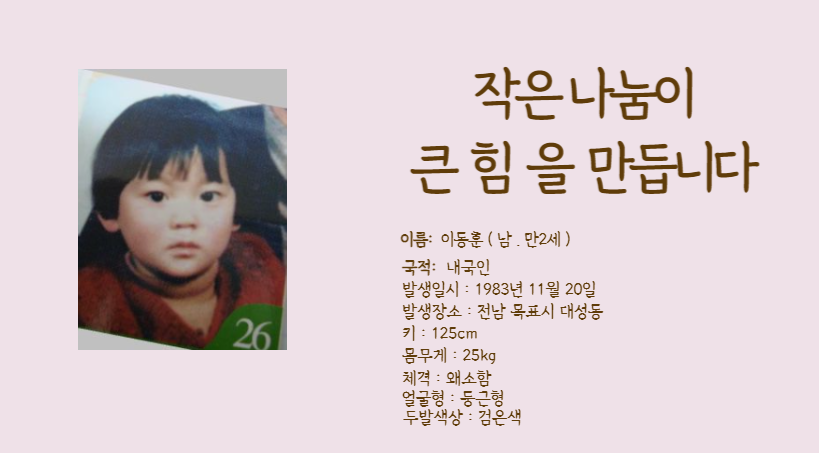 작은 나눔이
큰 힘 을 만듭니다
이름: 이동훈 ( 남 . 만2세 )
국적: 내국인
발생일시 : 1983년 11월 20일
발생장소 : 전남 목표시 대성동
키 : 125cm
몸무게 : 25kg
체격 : 왜소함
얼굴형 : 둥근형
두발색상 : 검은색
26